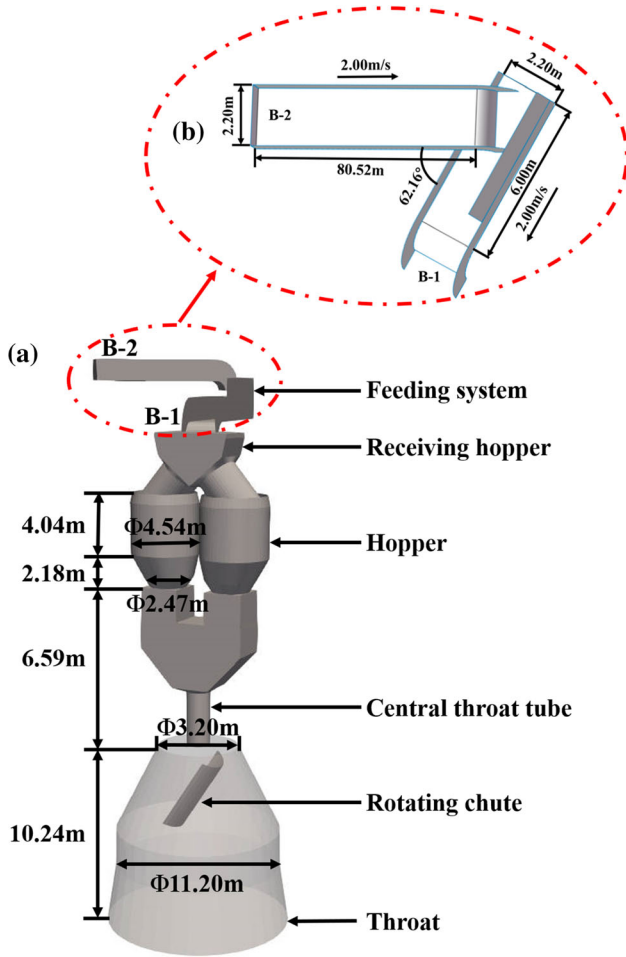 2.00m/s
2.20m
(b)
B-2
2.20m
80.52m
62.16°
6.00m
2.00m/s
B-1
(a)
B-2
B-1
Feeding system
Receiving hopper
4.04m
Φ4.54m
Hopper
2.18m
Φ2.47m
6.59m
Central throat tube
Φ3.20m
Rotating chute
10.24m
Φ11.20m
Throat